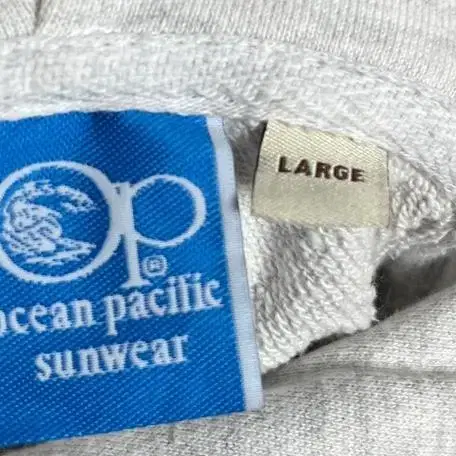 Op®
ocean pacific
sunwear
LARGE